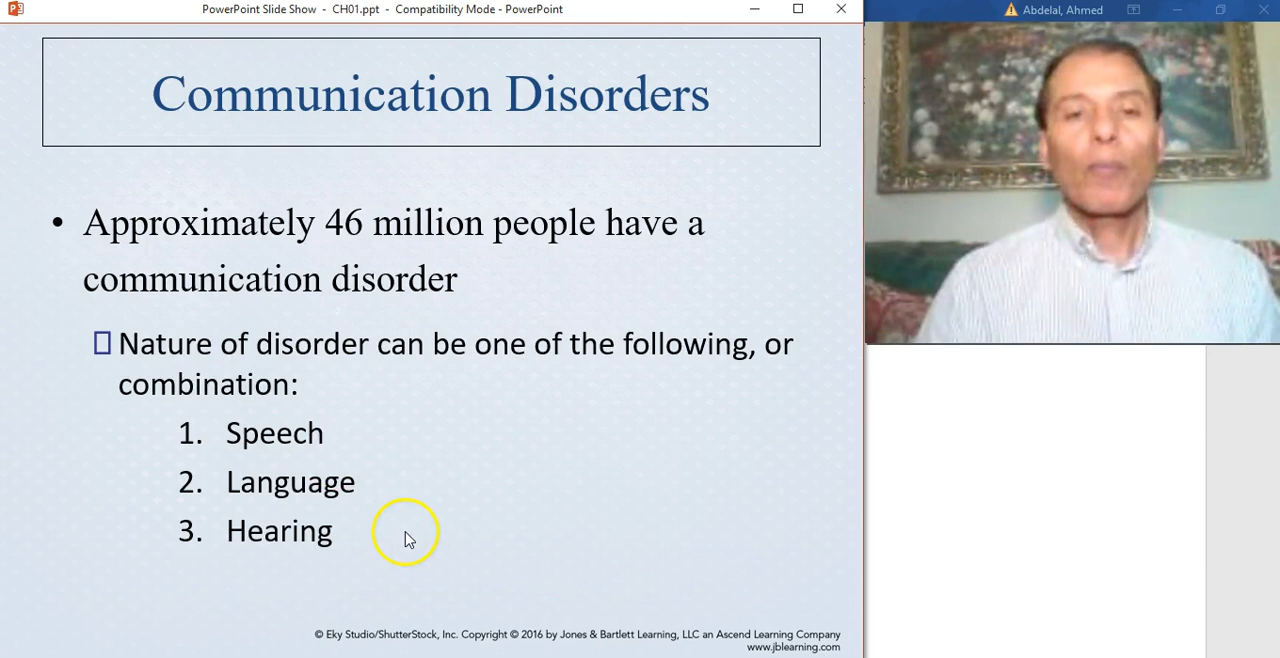 PowerPoint Slide Show - CH01.ppt - Compatibility Mode - PowerPoint
Abdelal, Ahmed
Communication Disorders
• Approximately 46 million people have a
communication disorder
Nature of disorder can be one of the following, or
combination:
1. Speech
2. Language
3. Hearing
© Eky Studio/ShutterStock, Inc. Copyright © 2016 by Jones & Bartlett Learning, LLC an Ascend Learning Company
www.jblearning.com